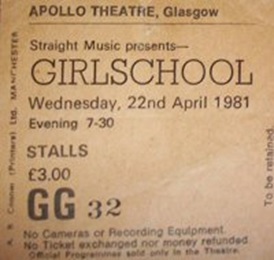 APOLLO THEATRE, Glasgow
Straight Music presents—
GIRLSCHOOL
Wednesday, 22nd April 1981
Evening 7-30
STALLS
£3.00
GG 32
No Cameras or Recording Equipment.
No Ticket exchanged nor money refunded.
Official Programmes sold only in the Theatre.
(Printers) Ltd. MANCHESTER
To be retained